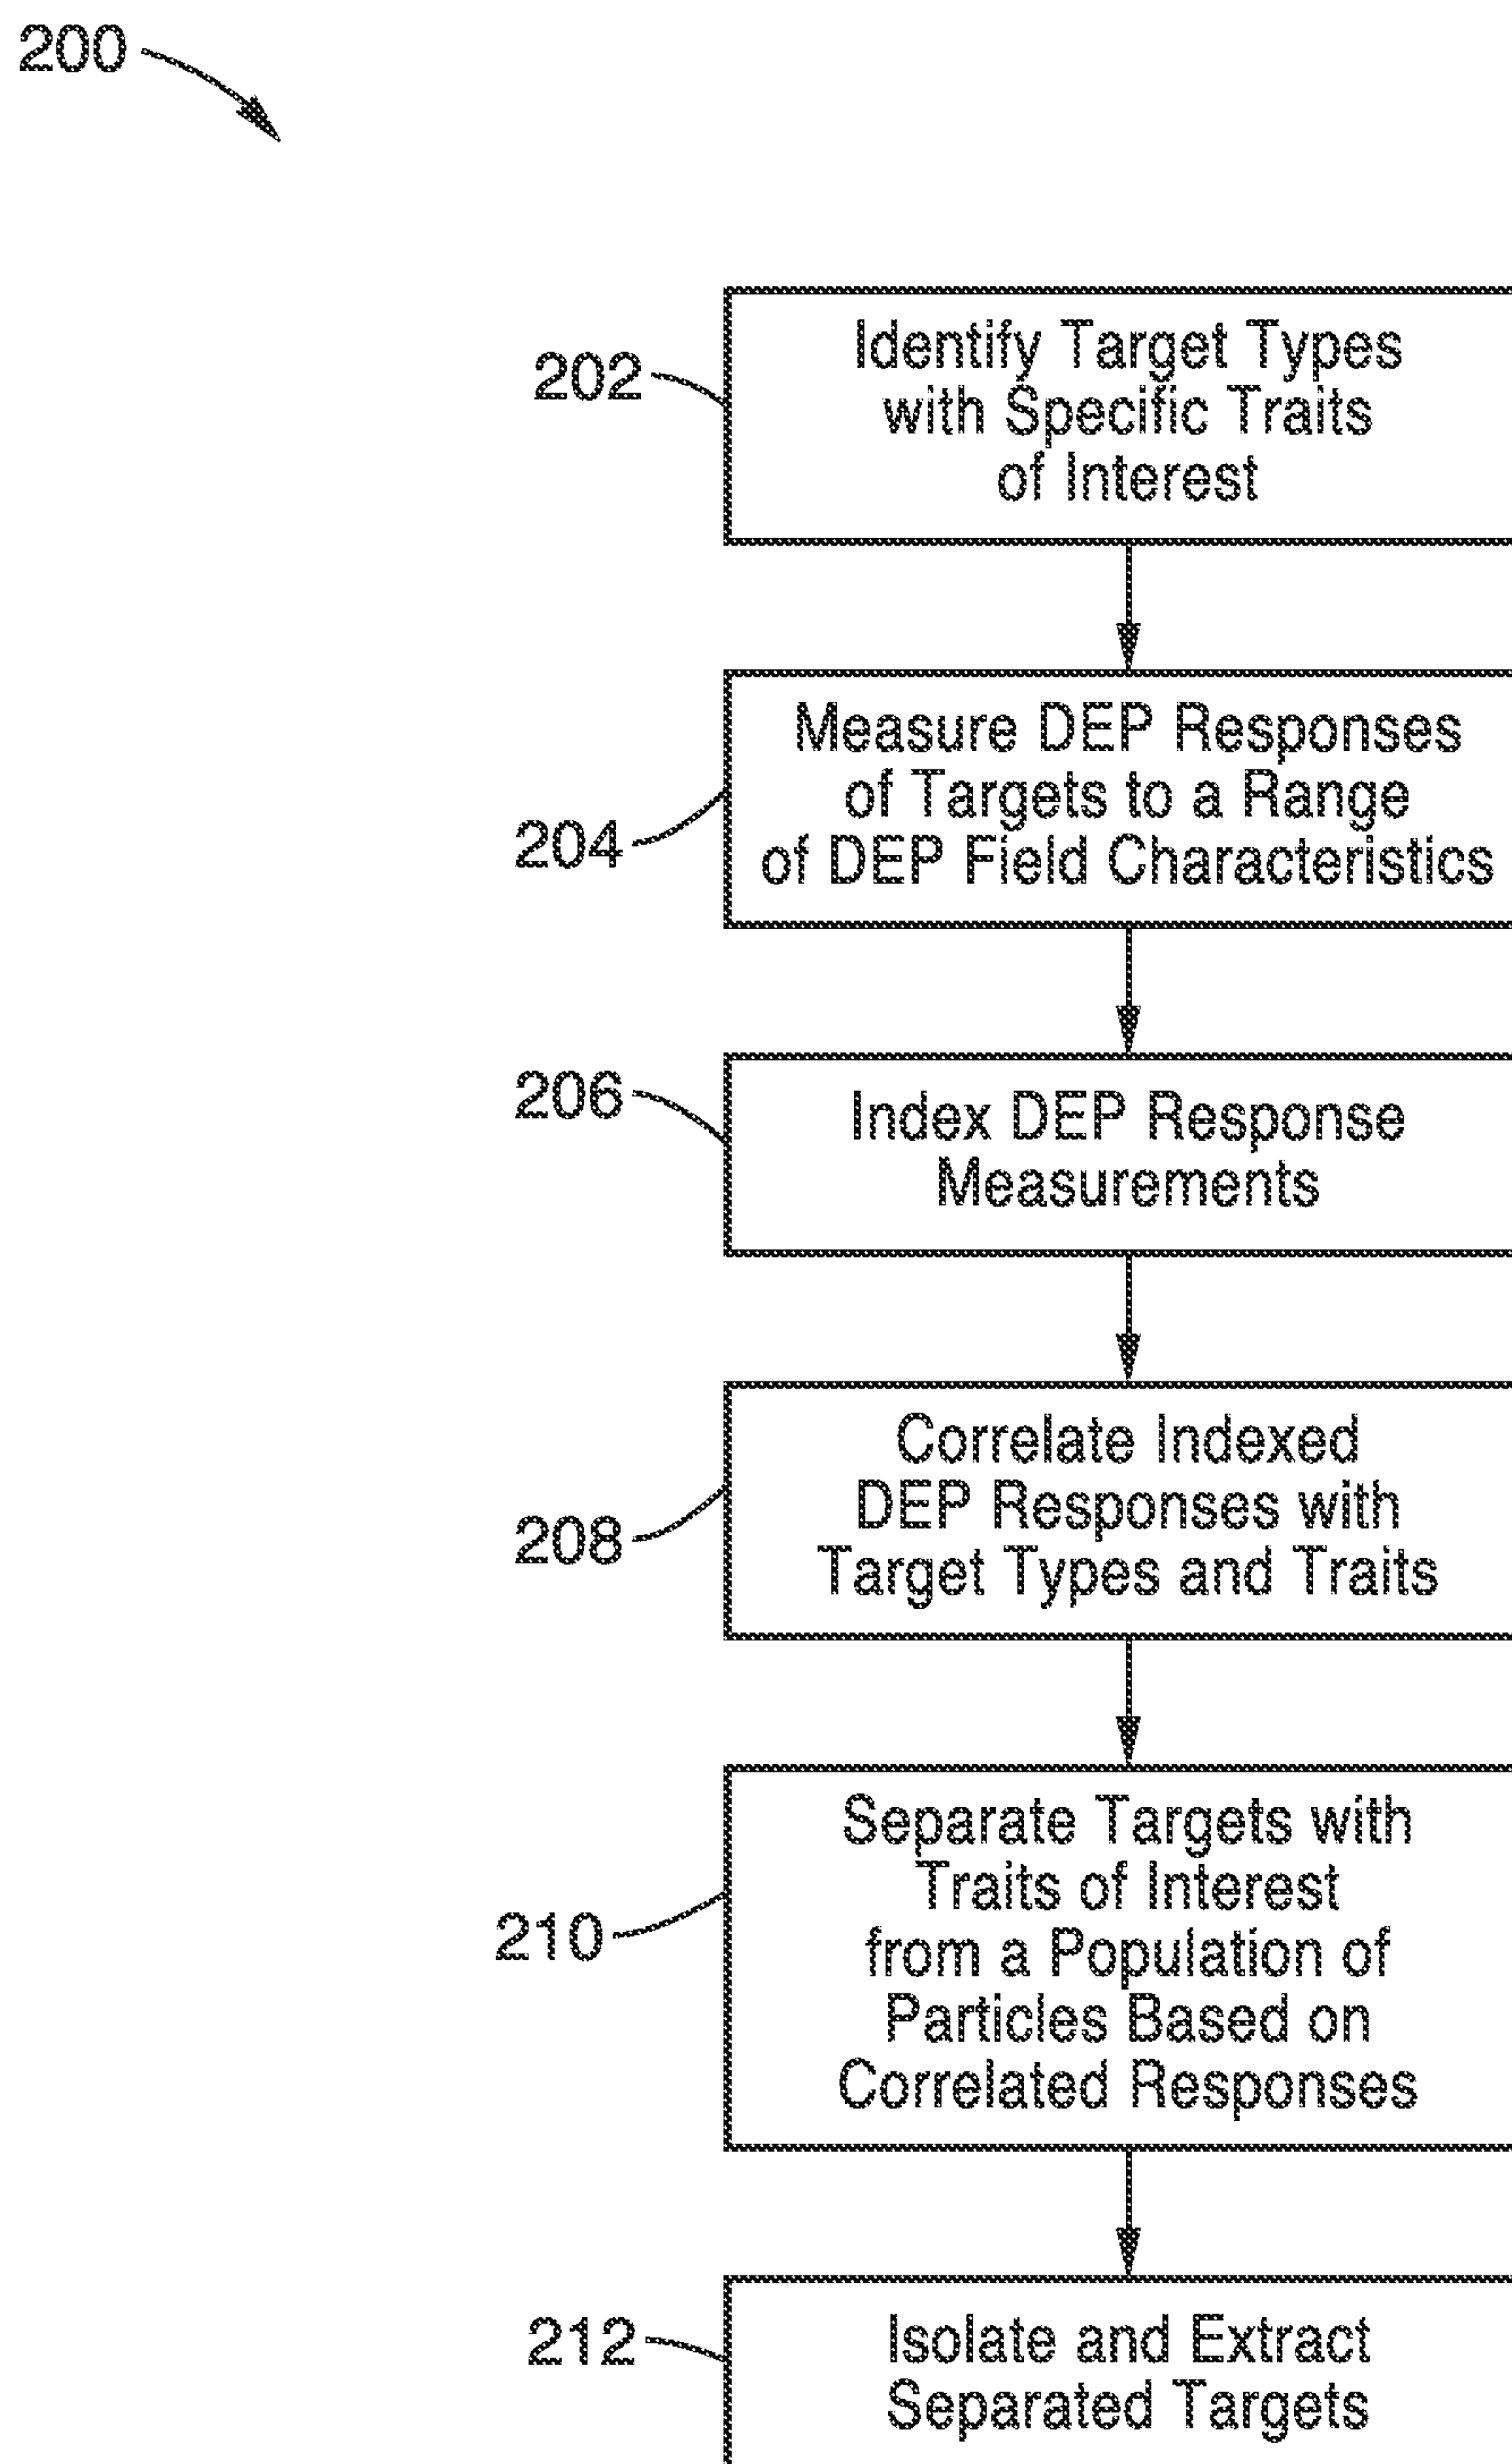 200
202
Identify Target Types
with Specific Traits
of Interest
204
Measure DEP Responses
of Targets to a Range
of DEP Field Characteristics
206
Index DEP Response
Measurements
208
Correlate Indexed
DEP Responses with
Target Types and Traits
210
Separate Targets with
Traits of Interest
from a Population of
Particles Based on
Correlated Responses
212
Isolate and Extract
Separated Targets